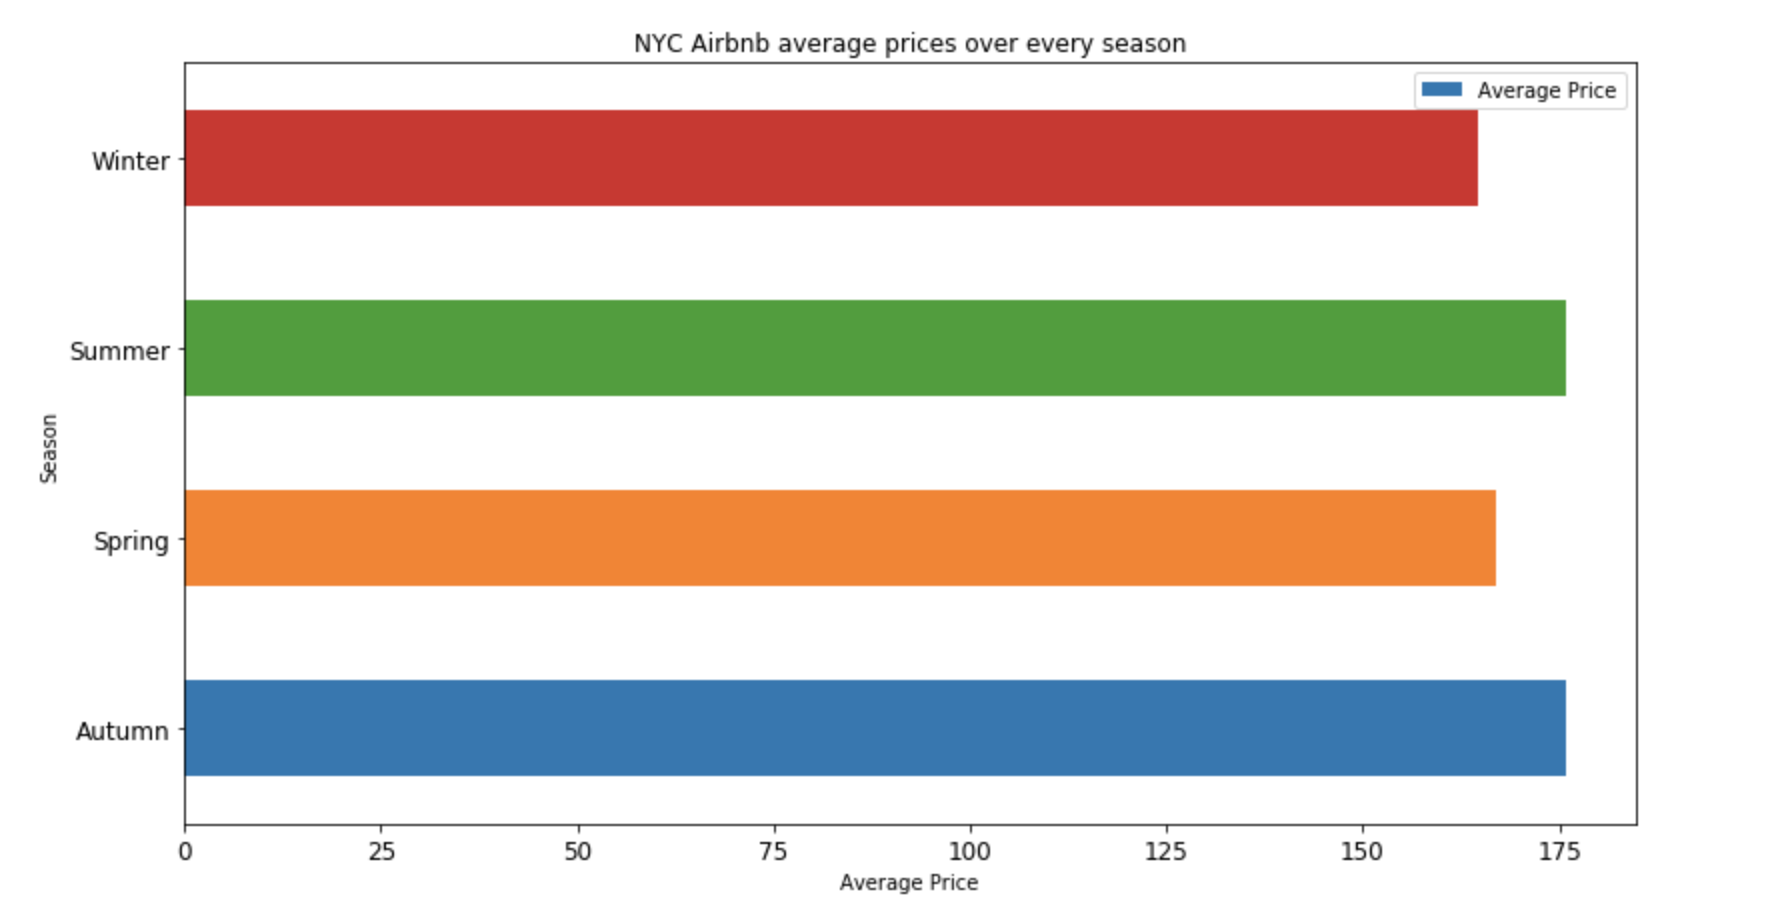 NYC Airbnb average prices over every season
Average Price
Winter
Summer
Season
Spring
Autumn
0 25 50 75 100 125 150 175
Average Price